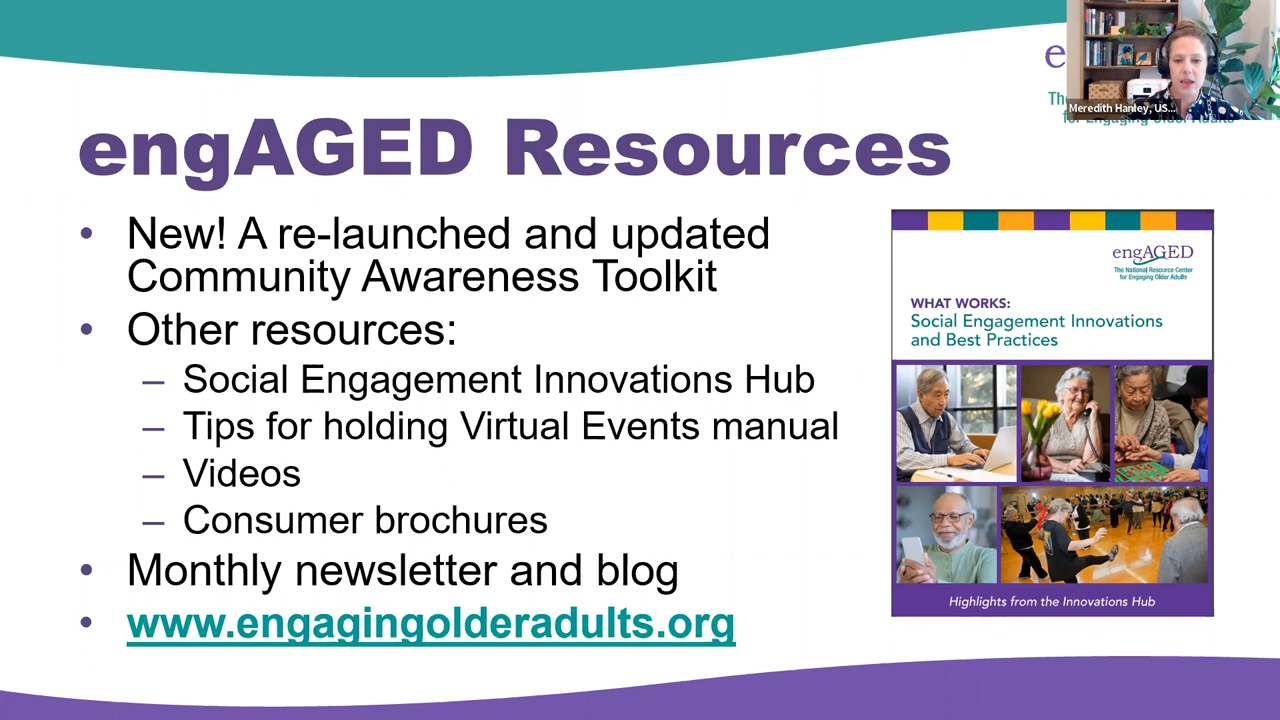 Meredith Hanley, US...
engAGED Resources
• New! A re-launched and updated
Community Awareness Toolkit
• Other resources:
– Social Engagement Innovations Hub
– Tips for holding Virtual Events manual
– Videos
– Consumer brochures
• Monthly newsletter and blog
• www.engagingolderadults.org
engAGED
The National Resource Center
for Engaging Older Adults
WHAT WORKS:
Social Engagement Innovations
and Best Practices
Highlights from the Innovations Hub